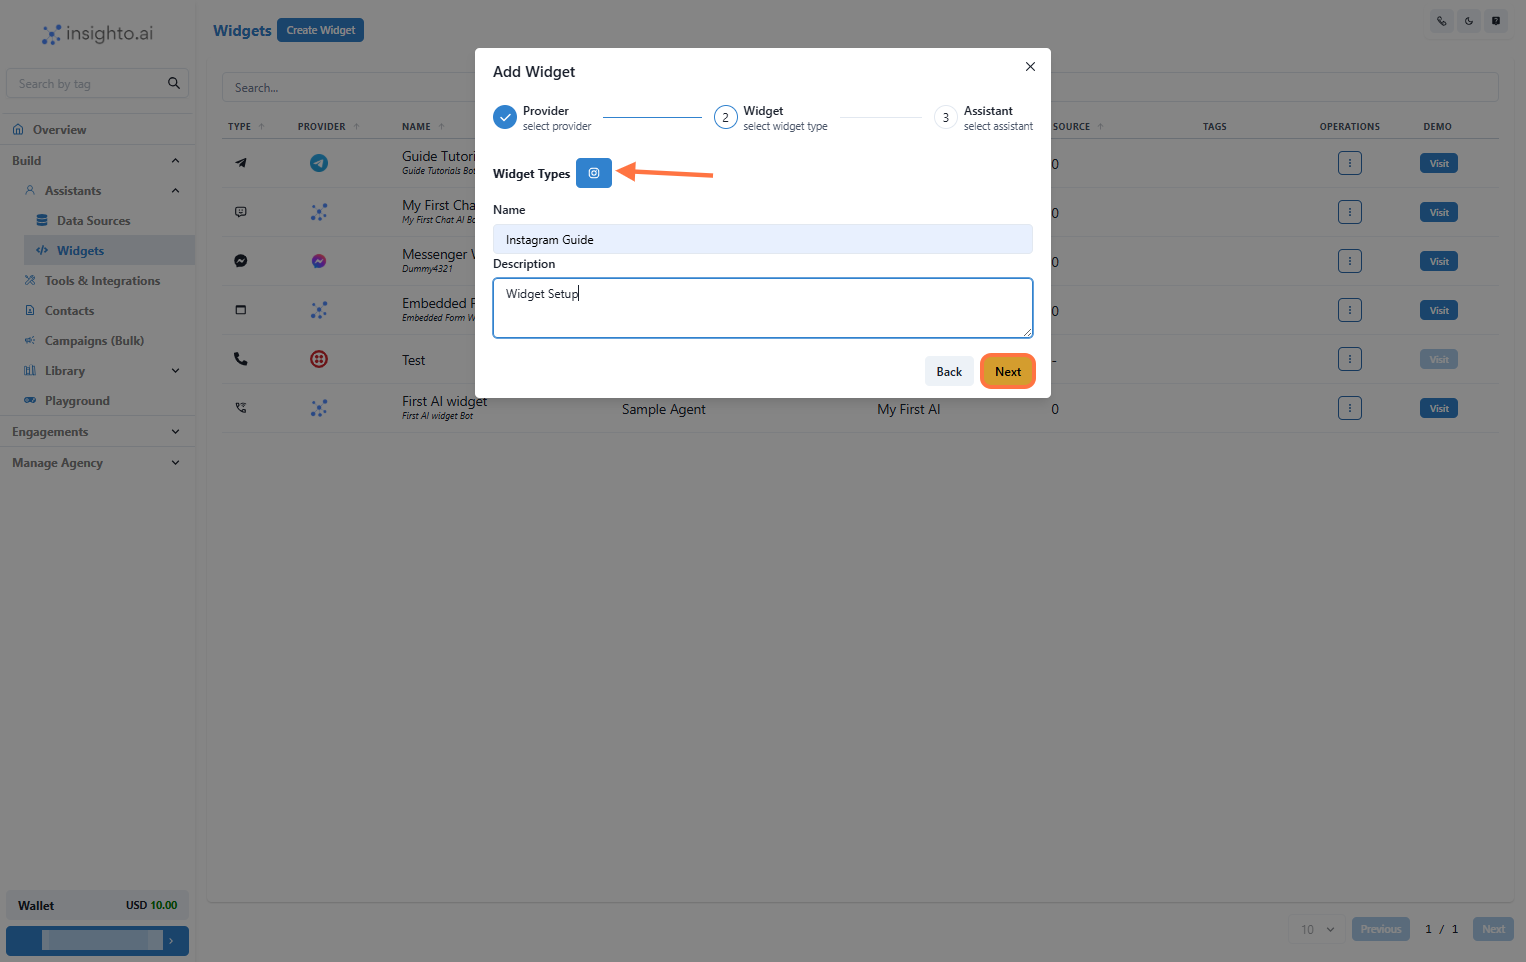 insighto.ai
Search by tag
Overview
Build
Assistants
Data Sources
Widgets
Tools & Integrations
Contacts
Campaigns (Bulk)
Library
Playground
Engagements
Manage Agency
Wallet USD 10.00
Widgets Create Widget
Search...
TYPE PROVIDER NAME SOURCE TAGS OPERATIONS DEMO
Guide Tutori 0 Visit
Guide Tutorials Bot
My First Cha 0 Visit
My First Chat AI Bo
Messenger 0 Visit
Dummy4321
Embedded F 0 Visit
Embedded Form W
Test - Visit
First AI widget Sample Agent My First AI 0 Visit
First AI widget Bot
Add Widget
Provider
select provider
2 Widget
select widget type
3 Assistant
select assistant
Widget Types
Name
Instagram Guide
Description
Widget Setup
Back Next
10 Previous 1 / 1 Next